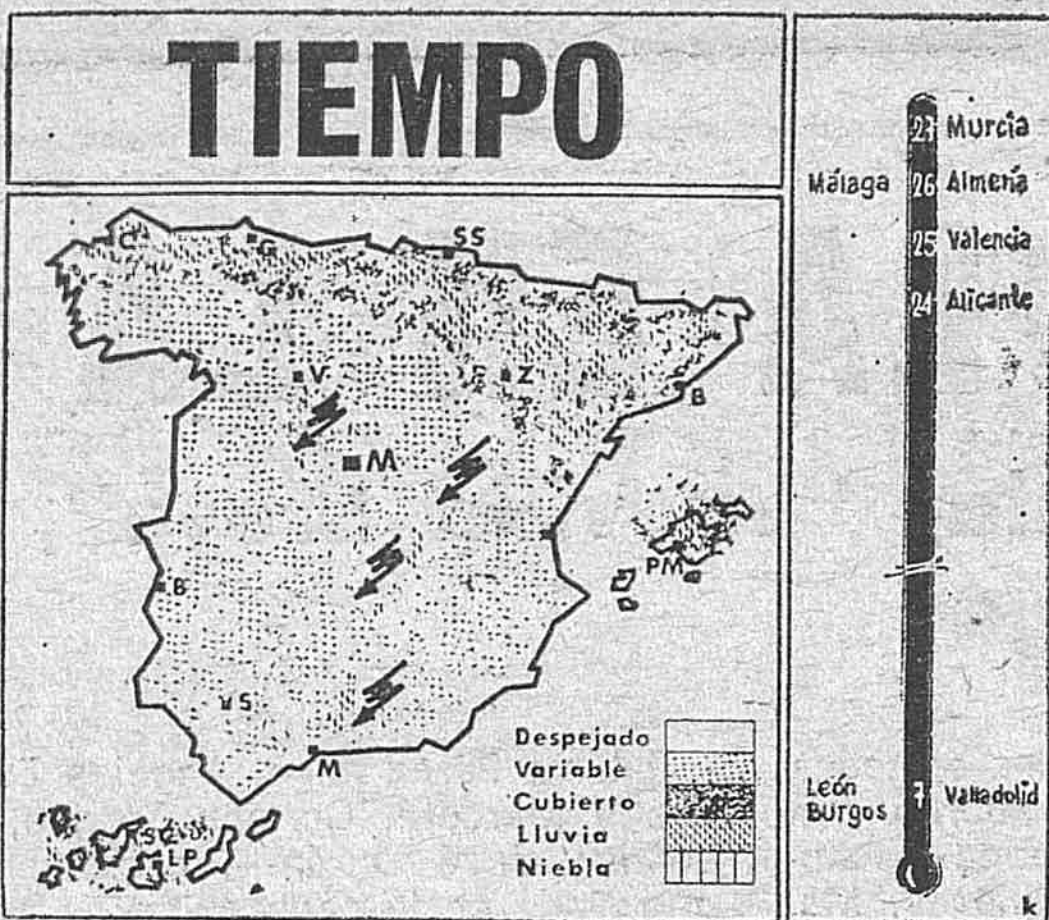 TIEMPO
C
G
SS
V
Z
B
M
T
PM
B
S
M
SC
LP
Despejado
Variable
Cubierto
Lluvia
Niebla
27 Murcia
Málaga 26 Almería
25 Valencia
24 Alicante
León
Burgos
7 Valladolid
k